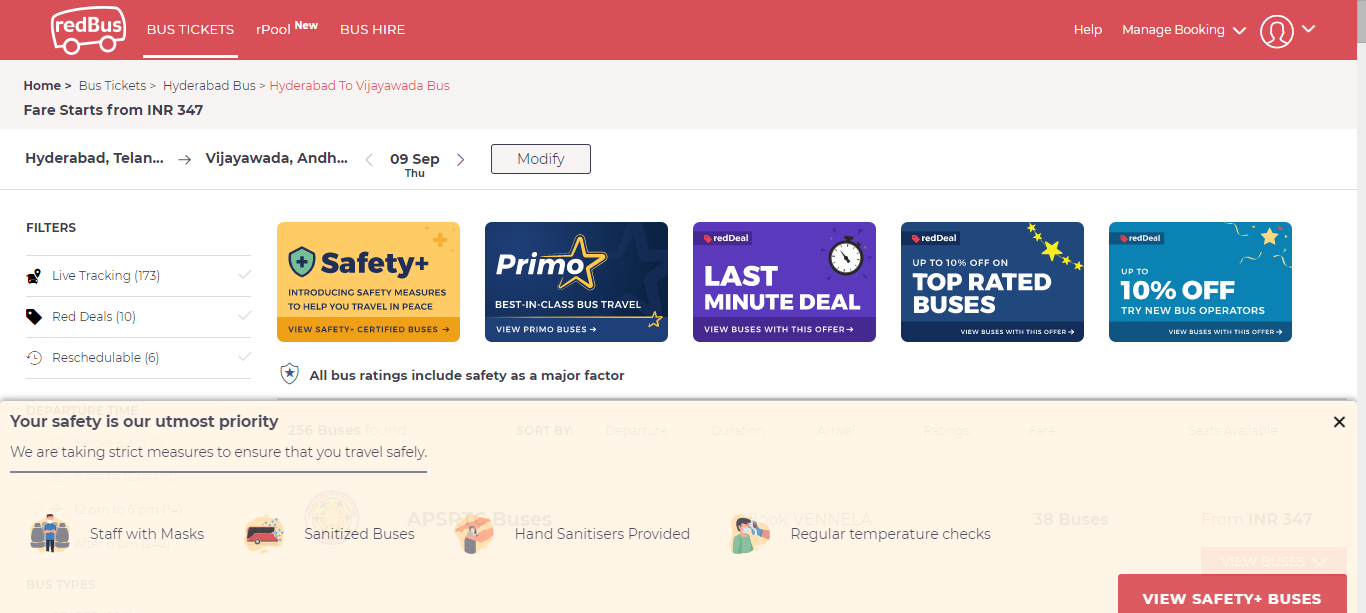 redBus BUS TICKETS rPool New BUS HIRE Help Manage Booking
Home > Bus Tickets > Hyderabad Bus > Hyderabad To Vijayawada Bus
Fare Starts from INR 347
Hyderabad, Telan... → Vijayawada, Andh... < 09 Sep > Modify
Thu
FILTERS
Live Tracking (173)
Red Deals (10)
Reschedulable (6)
Safety+
INTRODUCING SAFETY MEASURES
TO HELP YOU TRAVEL IN PEACE
VIEW SAFETY+ CERTIFIED BUSES →
Primo
BEST-IN-CLASS BUS TRAVEL
VIEW PRIMO BUSES →
redDeal
LAST
MINUTE DEAL
VIEW BUSES WITH THIS OFFER →
redDeal
UP TO 10% OFF ON
TOP RATED
BUSES
VIEW BUSES WITH THIS OFFER →
redDeal
UP TO
10% OFF
TRY NEW BUS OPERATORS
VIEW BUSES WITH THIS OFFER →
All bus ratings include safety as a major factor
DEPARTURE TIME
Your safety is our utmost priority
256 Buses found SORT BY: Departure Duration Arrival Ratings Fare Seats Available
We are taking strict measures to ensure that you travel safely.
12 pm to 6 pm (14)
APSRTC Buses Book VENNELA 38 Buses From INR 347
Staff with Masks Sanitized Buses Hand Sanitisers Provided Regular temperature checks
After 6 pm (242)
VIEW BUSES
BUS TYPES
VIEW SAFETY+ BUSES